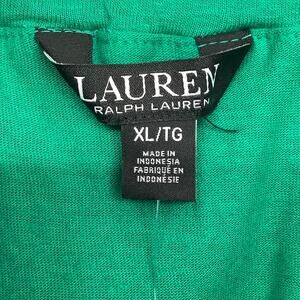 LAUREN
RALPH LAUREN
XL/TG
MADE IN
INDONESIA
FABRIQUÉ EN
INDONÉSIE